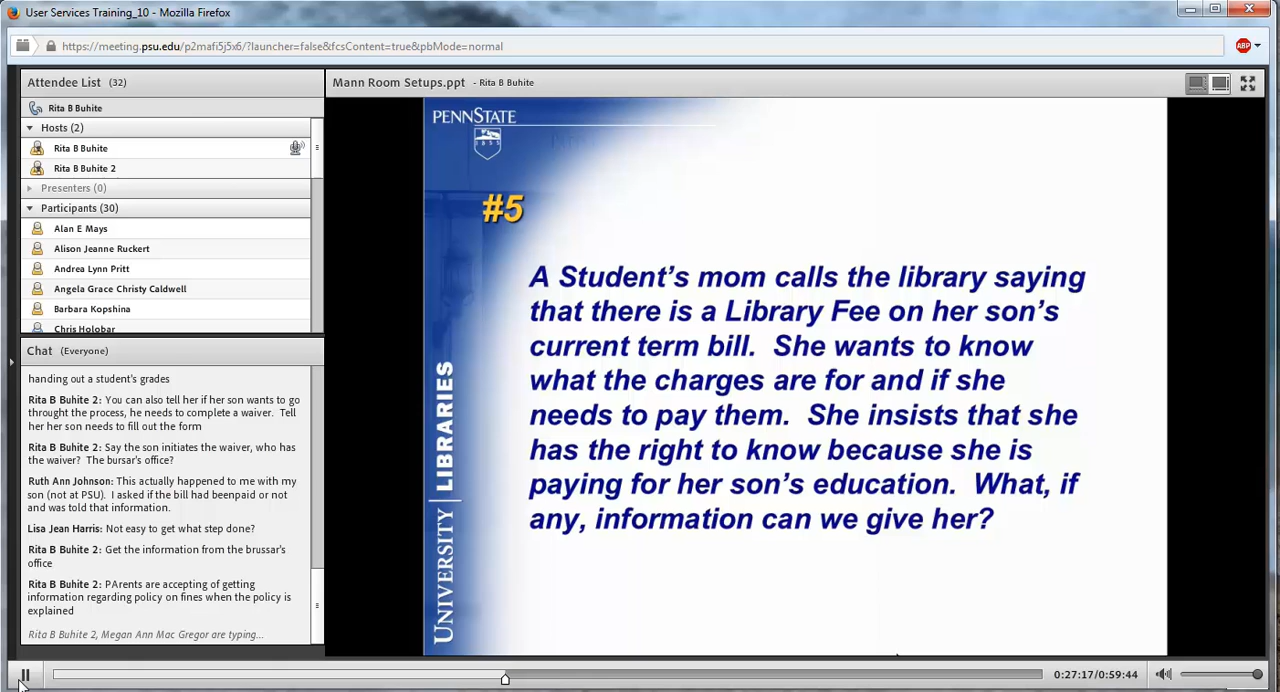 User Services Training_10 - Mozilla Firefox
https://meeting.psu.edu/p2mafi5j5x6/?launcher=false&fcsContent=true&pbMode=normal
ABP
Attendee List (32)
Rita B Buhite
Hosts (2)
Rita B Buhite
Rita B Buhite 2
Presenters (0)
Participants (30)
Alan E Mays
Alison Jeanne Ruckert
Andrea Lynn Pritt
Angela Grace Christy Caldwell
Barbara Kopshina
Chris Holobar
Chat (Everyone)
handing out a student's grades
Rita B Buhite 2: You can also tell her if her son wants to go
throught the process, he needs to complete a waiver. Tell
her her son needs to fill out the form
Rita B Buhite 2: Say the son initiates the waiver, who has
the waiver? The bursar's office?
Ruth Ann Johnson: This actually happened to me with my
son (not at PSU). I asked if the bill had beenpaid or not
and was told that information.
Lisa Jean Harris: Not easy to get what step done?
Rita B Buhite 2: Get the information from the brussar's
office
Rita B Buhite 2: PArents are accepting of getting
information regarding policy on fines when the policy is
explained
Rita B Buhite 2, Megan Ann Mac Gregor are typing...
Mann Room Setups.ppt - Rita B Buhite
PENNSTATE
1855
#5
A Student's mom calls the library saying
that there is a Library Fee on her son's
current term bill. She wants to know
what the charges are for and if she
needs to pay them. She insists that she
has the right to know because she is
paying for her son's education. What, if
any, information can we give her?
UNIVERSITY LIBRARIES
0:27:17/0:59:44